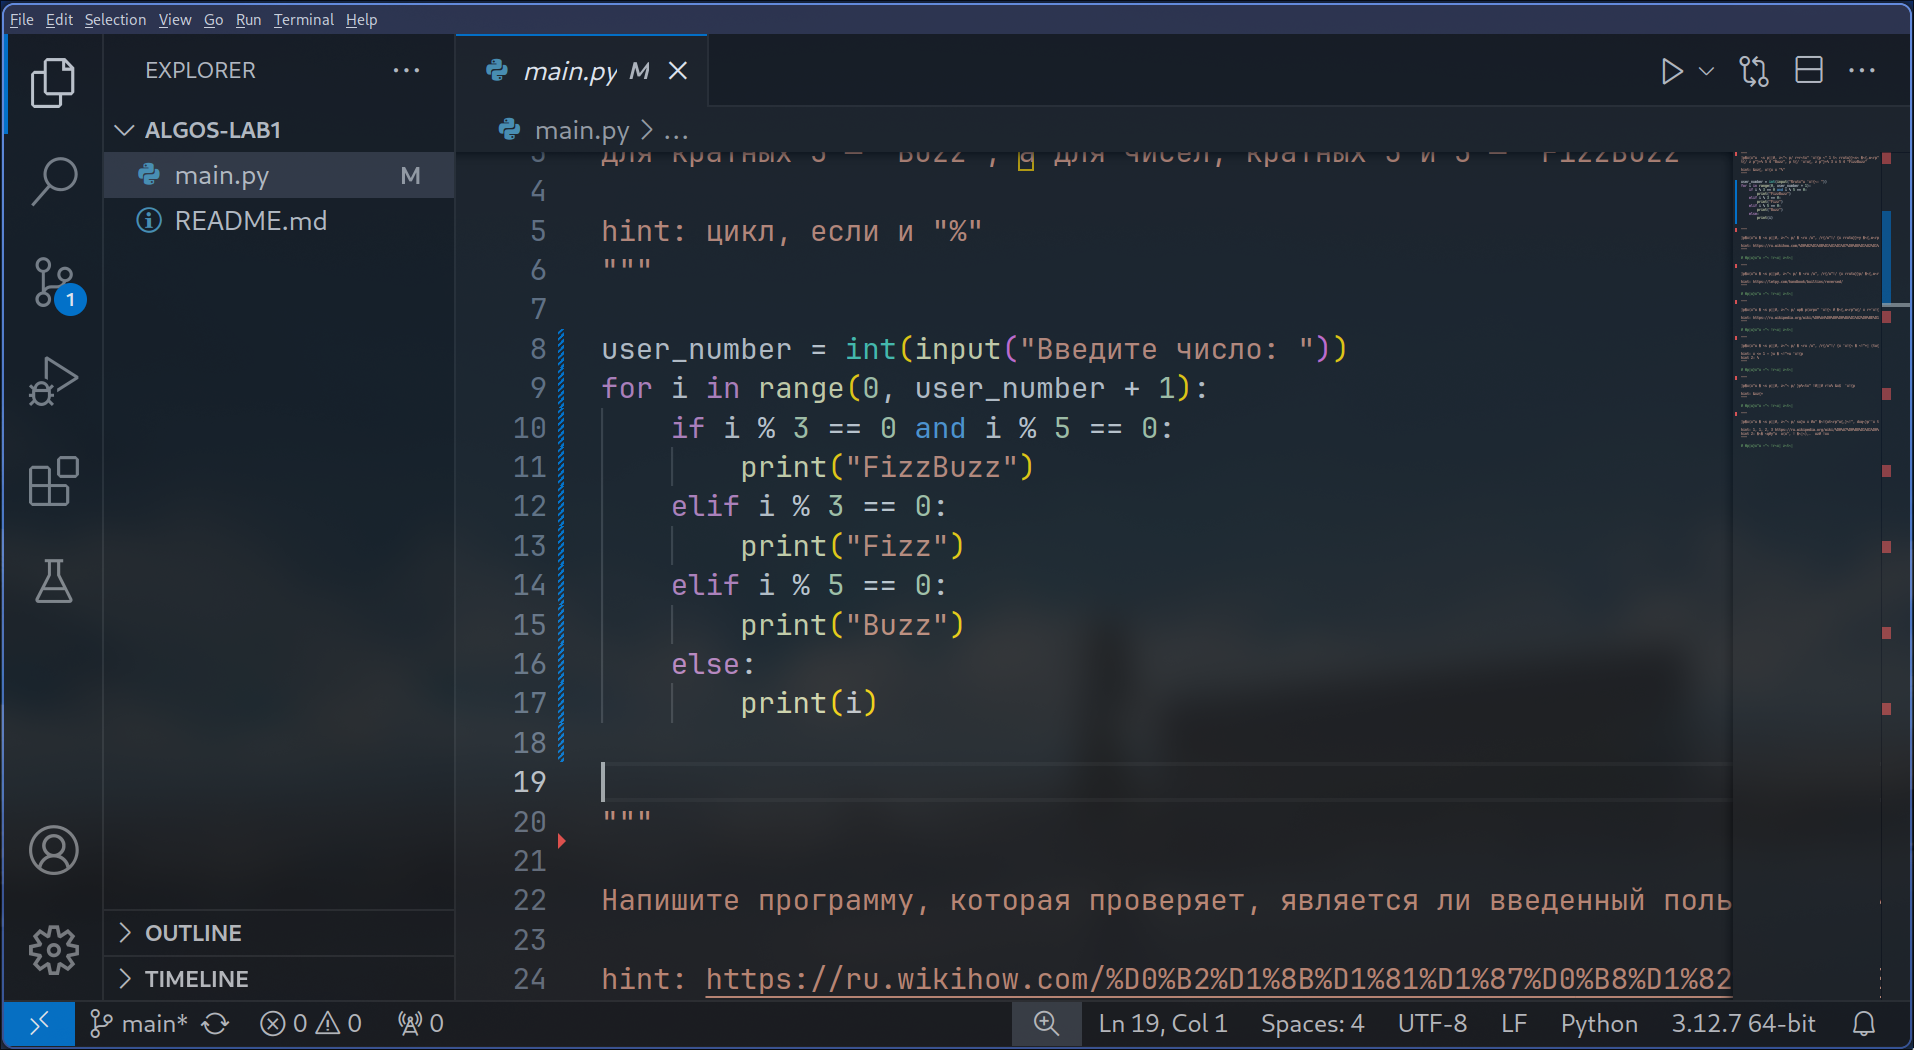 File Edit Selection View Go Run Terminal Help
EXPLORER
ALGOS-LAB1
main.py M
README.md
OUTLINE
TIMELINE
main.py M
main.py > ...
для кратных 5 — "Buzz", а для чисел, кратных 3 и 5 — "FizzBuzz"
4
5 hint: цикл, если и "%"
6 """
7
8 user_number = int(input("Введите число: "))
9 for i in range(0, user_number + 1):
10 if i % 3 == 0 and i % 5 == 0:
11 print("FizzBuzz")
12 elif i % 3 == 0:
13 print("Fizz")
14 elif i % 5 == 0:
15 print("Buzz")
16 else:
17 print(i)
18
19
20 """
21
22 Напишите программу, которая проверяет, является ли введенный поль
23
24 hint: https://ru.wikihow.com/%D0%B2%D1%8B%D1%81%D1%87%D0%B8%D1%82
1
main* 0 0 0 Ln 19, Col 1 Spaces: 4 UTF-8 LF Python 3.12.7 64-bit